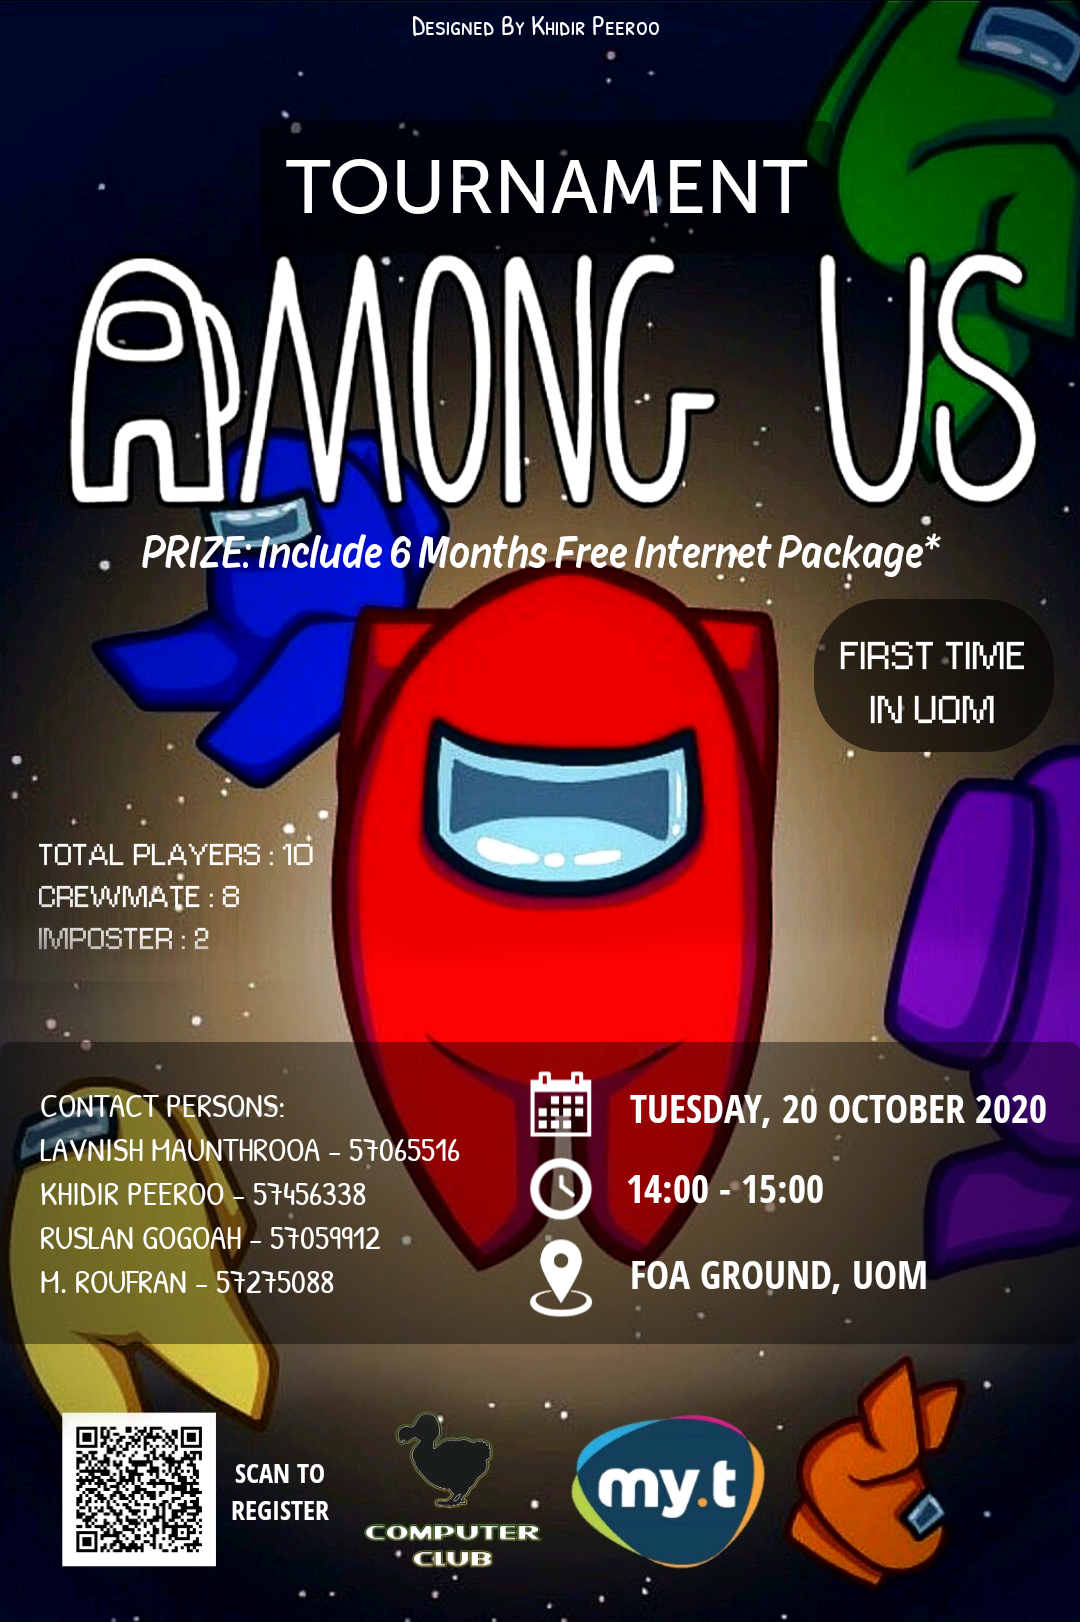 Designed By Khidir Peeroo
TOURNAMENT
AMONG US
PRIZE: Include 6 Months Free Internet Package*
FIRST TIME
IN UOM
TOTAL PLAYERS : 10
CREWMATE : 8
IMPOSTER : 2
CONTACT PERSONS:
LAVNISH MAUNTHROOA - 57065516
KHIDIR PEEROO - 57456338
RUSLAN GOGOAH - 57059912
M. ROUFRAN - 57275088
TUESDAY, 20 OCTOBER 2020
14:00 - 15:00
FOA GROUND, UOM
SCAN TO
REGISTER
COMPUTER
CLUB
my.t